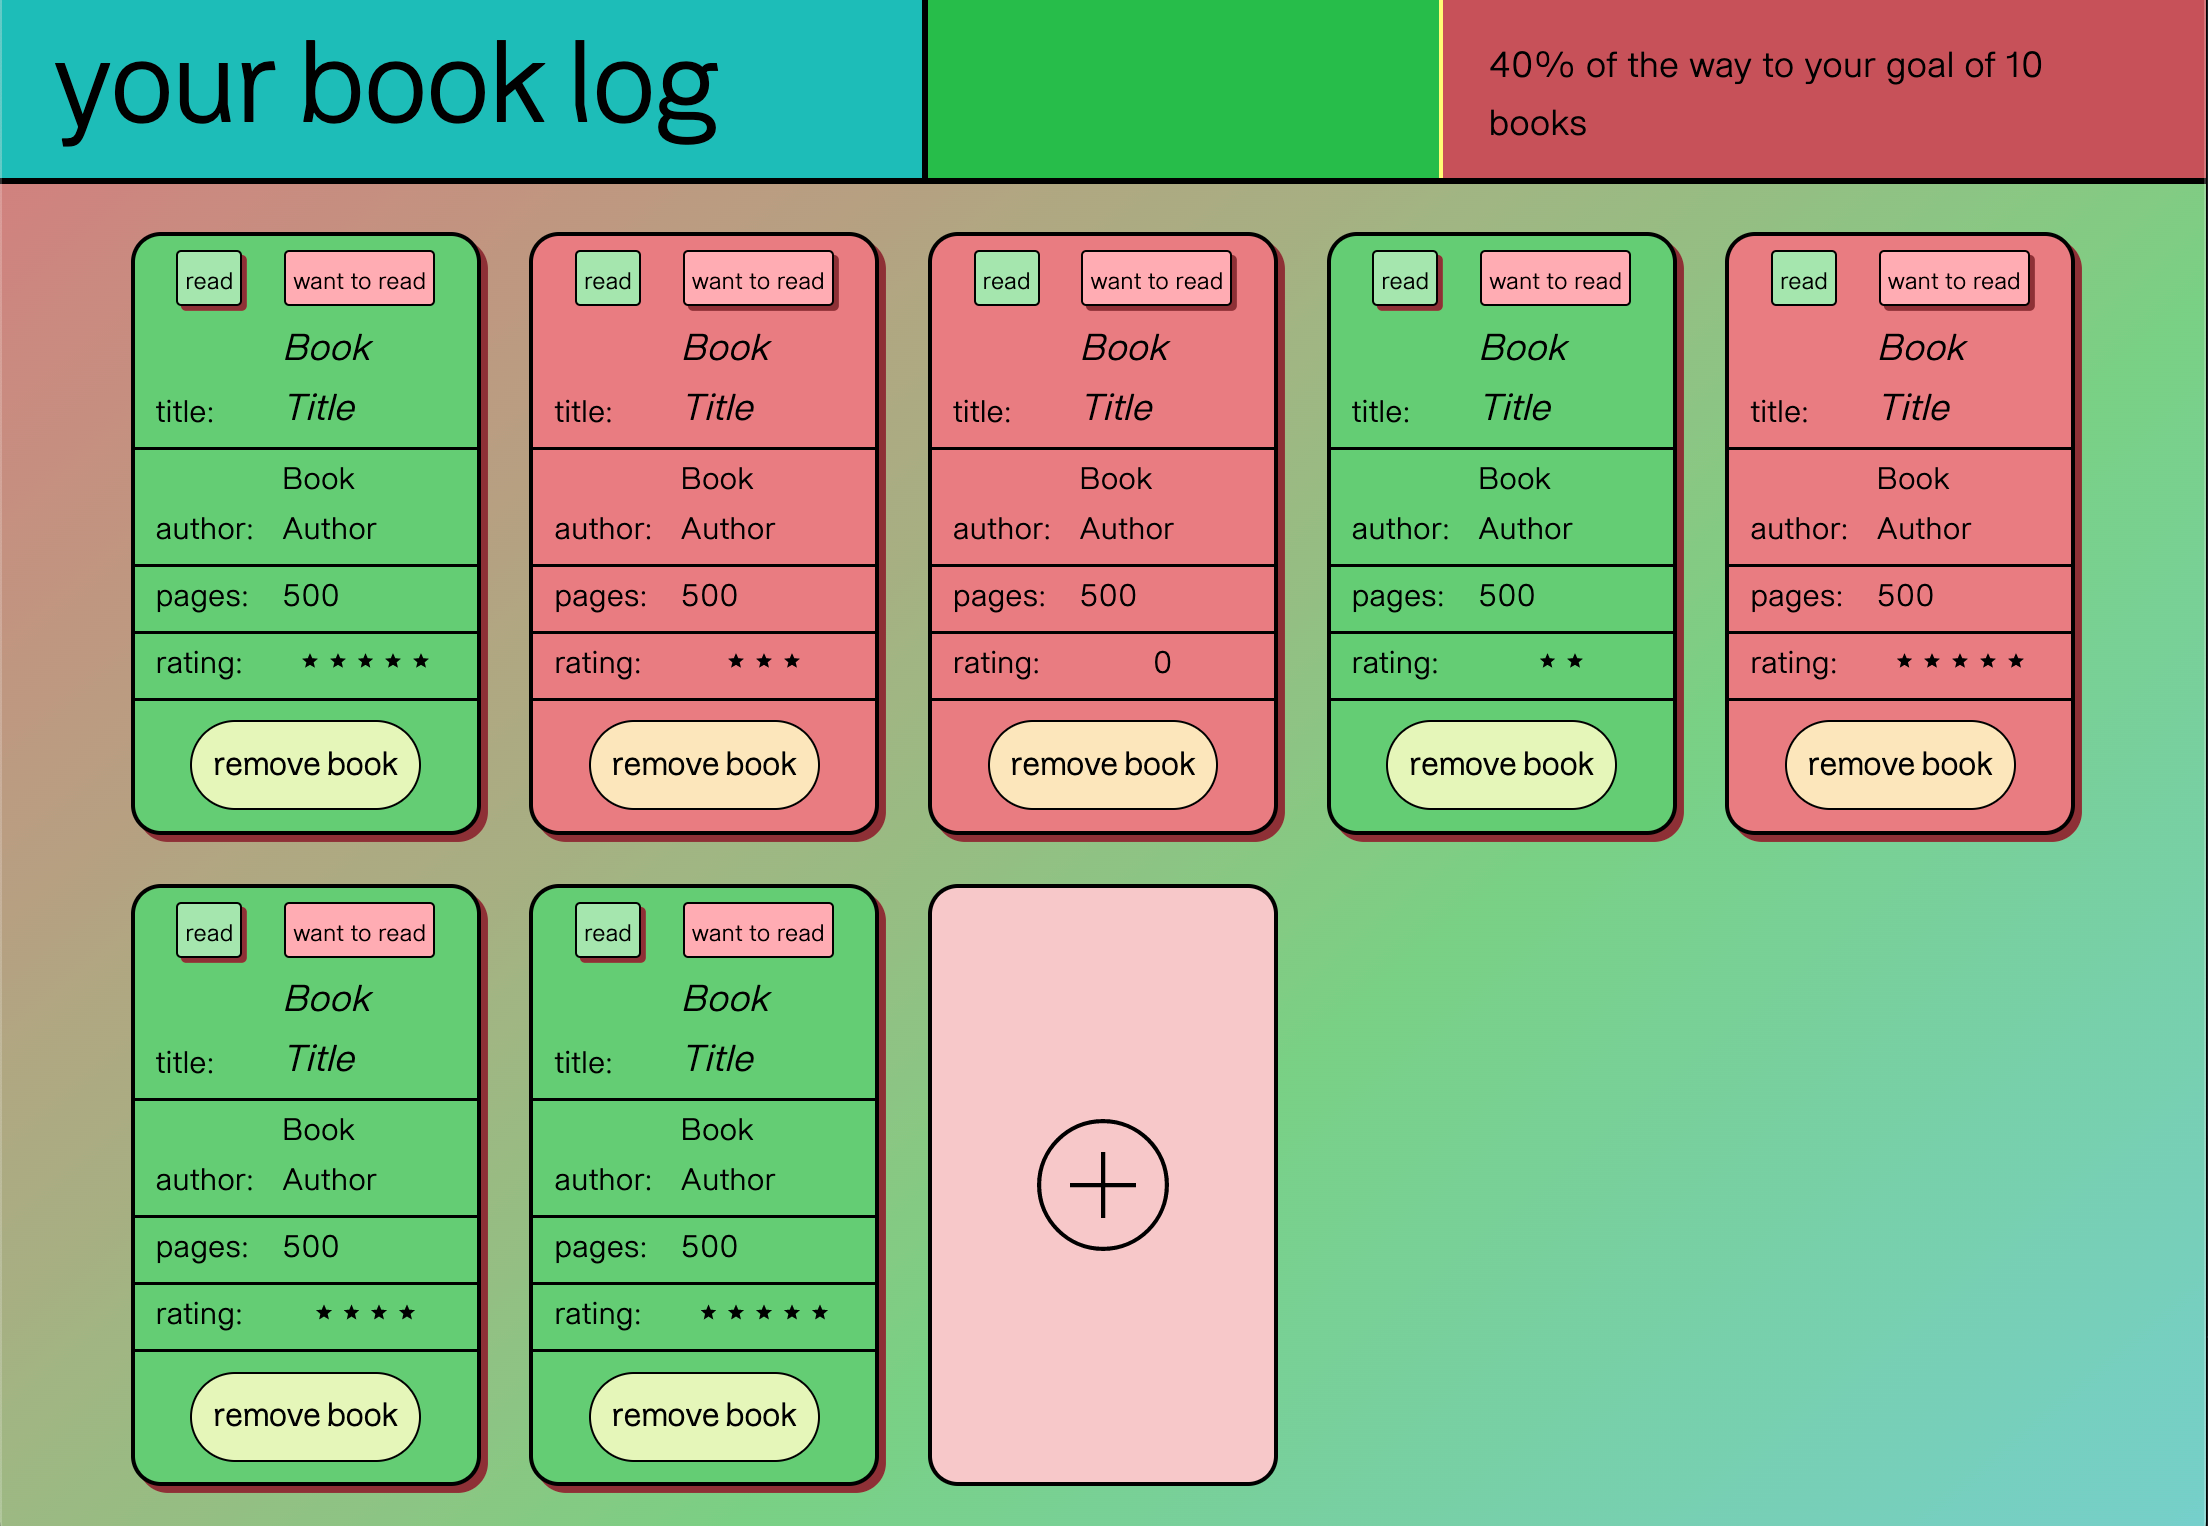 your book log
40% of the way to your goal of 10
books
read want to read
Book
title: Title
Book
author: Author
pages: 500
rating: ★ ★ ★ ★ ★
remove book
read want to read
Book
title: Title
Book
author: Author
pages: 500
rating: ★ ★ ★
remove book
read want to read
Book
title: Title
Book
author: Author
pages: 500
rating: 0
remove book
read want to read
Book
title: Title
Book
author: Author
pages: 500
rating: ★ ★
remove book
read want to read
Book
title: Title
Book
author: Author
pages: 500
rating: ★ ★ ★ ★ ★
remove book
read want to read
Book
title: Title
Book
author: Author
pages: 500
rating: ★ ★ ★ ★
remove book
read want to read
Book
title: Title
Book
author: Author
pages: 500
rating: ★ ★ ★ ★ ★
remove book